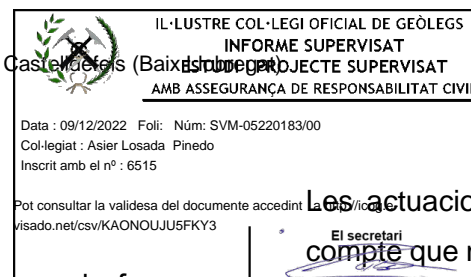 IL·LUSTRE COL·LEGI OFICIAL DE GEÒLEGS
INFORME SUPERVISAT
Castelldefels (Baix Llobregat).
ESTUDI - PROJECTE SUPERVISAT
AMB ASSEGURANÇA DE RESPONSABILITAT CIVIL
Data : 09/12/2022 Foli: Núm: SVM-05220183/00
Col·legiat : Asier Losada Pinedo
Inscrit amb el nº : 6515
Les actuacio
Pot consultar la validesa del documente accedint a http://icog.e-
visado.net/csv/KAONOUJU5FKY3
El secretari
compte que